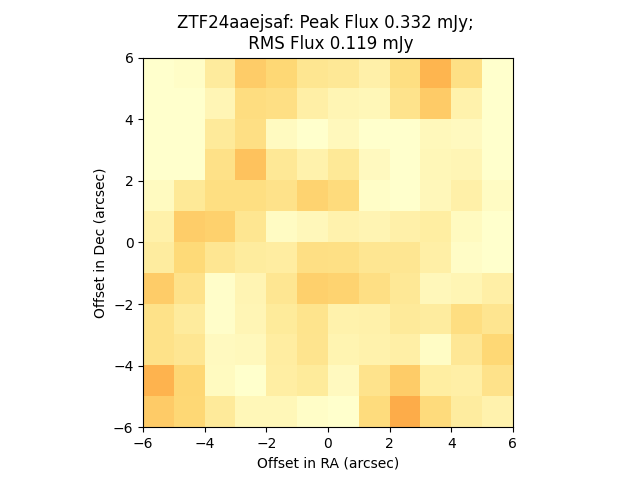 ZTF24aaejsaf: Peak Flux 0.332 mJy;
RMS Flux 0.119 mJy
6
4
2
0
−2
−4
−6
Offset in Dec (arcsec)
−6 −4 −2 0 2 4 6
Offset in RA (arcsec)